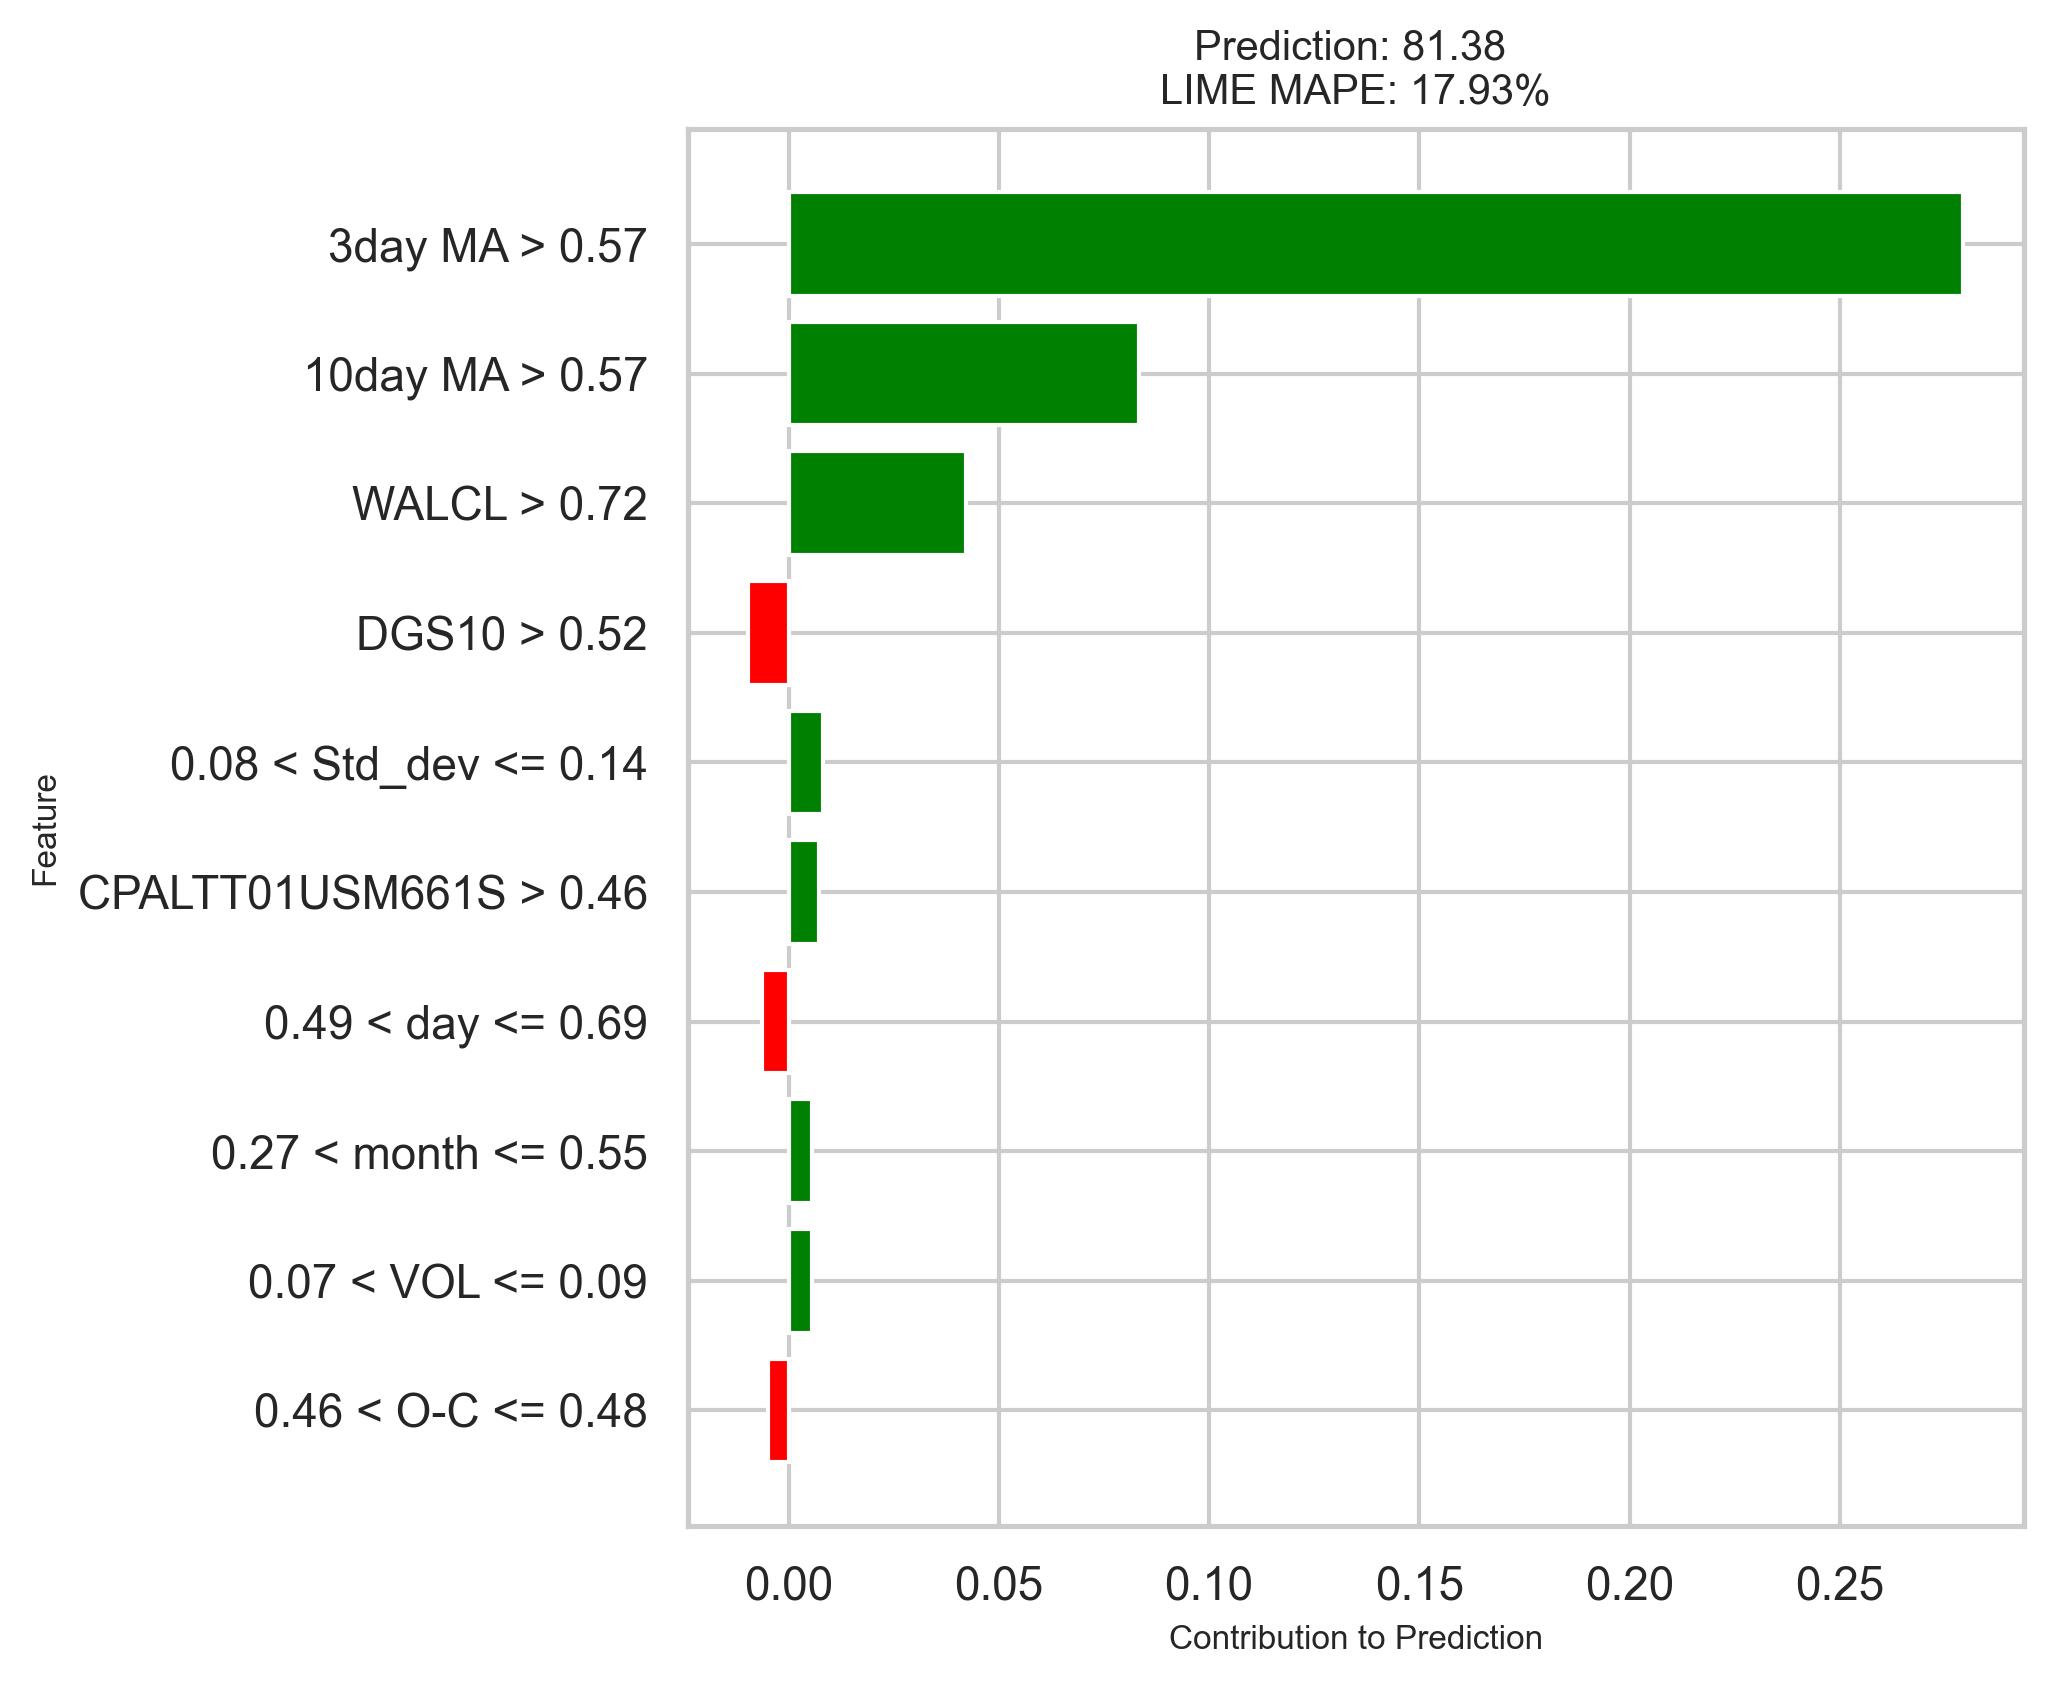 Prediction: 81.38
LIME MAPE: 17.93%
3day MA > 0.57
10day MA > 0.57
WALCL > 0.72
DGS10 > 0.52
0.08 < Std_dev <= 0.14
CPALTT01USM661S > 0.46
0.49 < day <= 0.69
0.27 < month <= 0.55
0.07 < VOL <= 0.09
0.46 < O-C <= 0.48
Feature
0.00 0.05 0.10 0.15 0.20 0.25
Contribution to Prediction